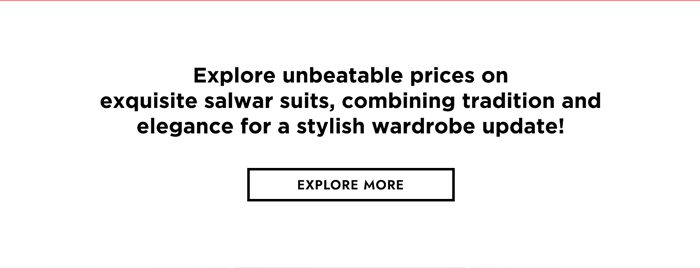 Explore unbeatable prices on
exquisite salwar suits, combining tradition and
elegance for a stylish wardrobe update!
EXPLORE MORE